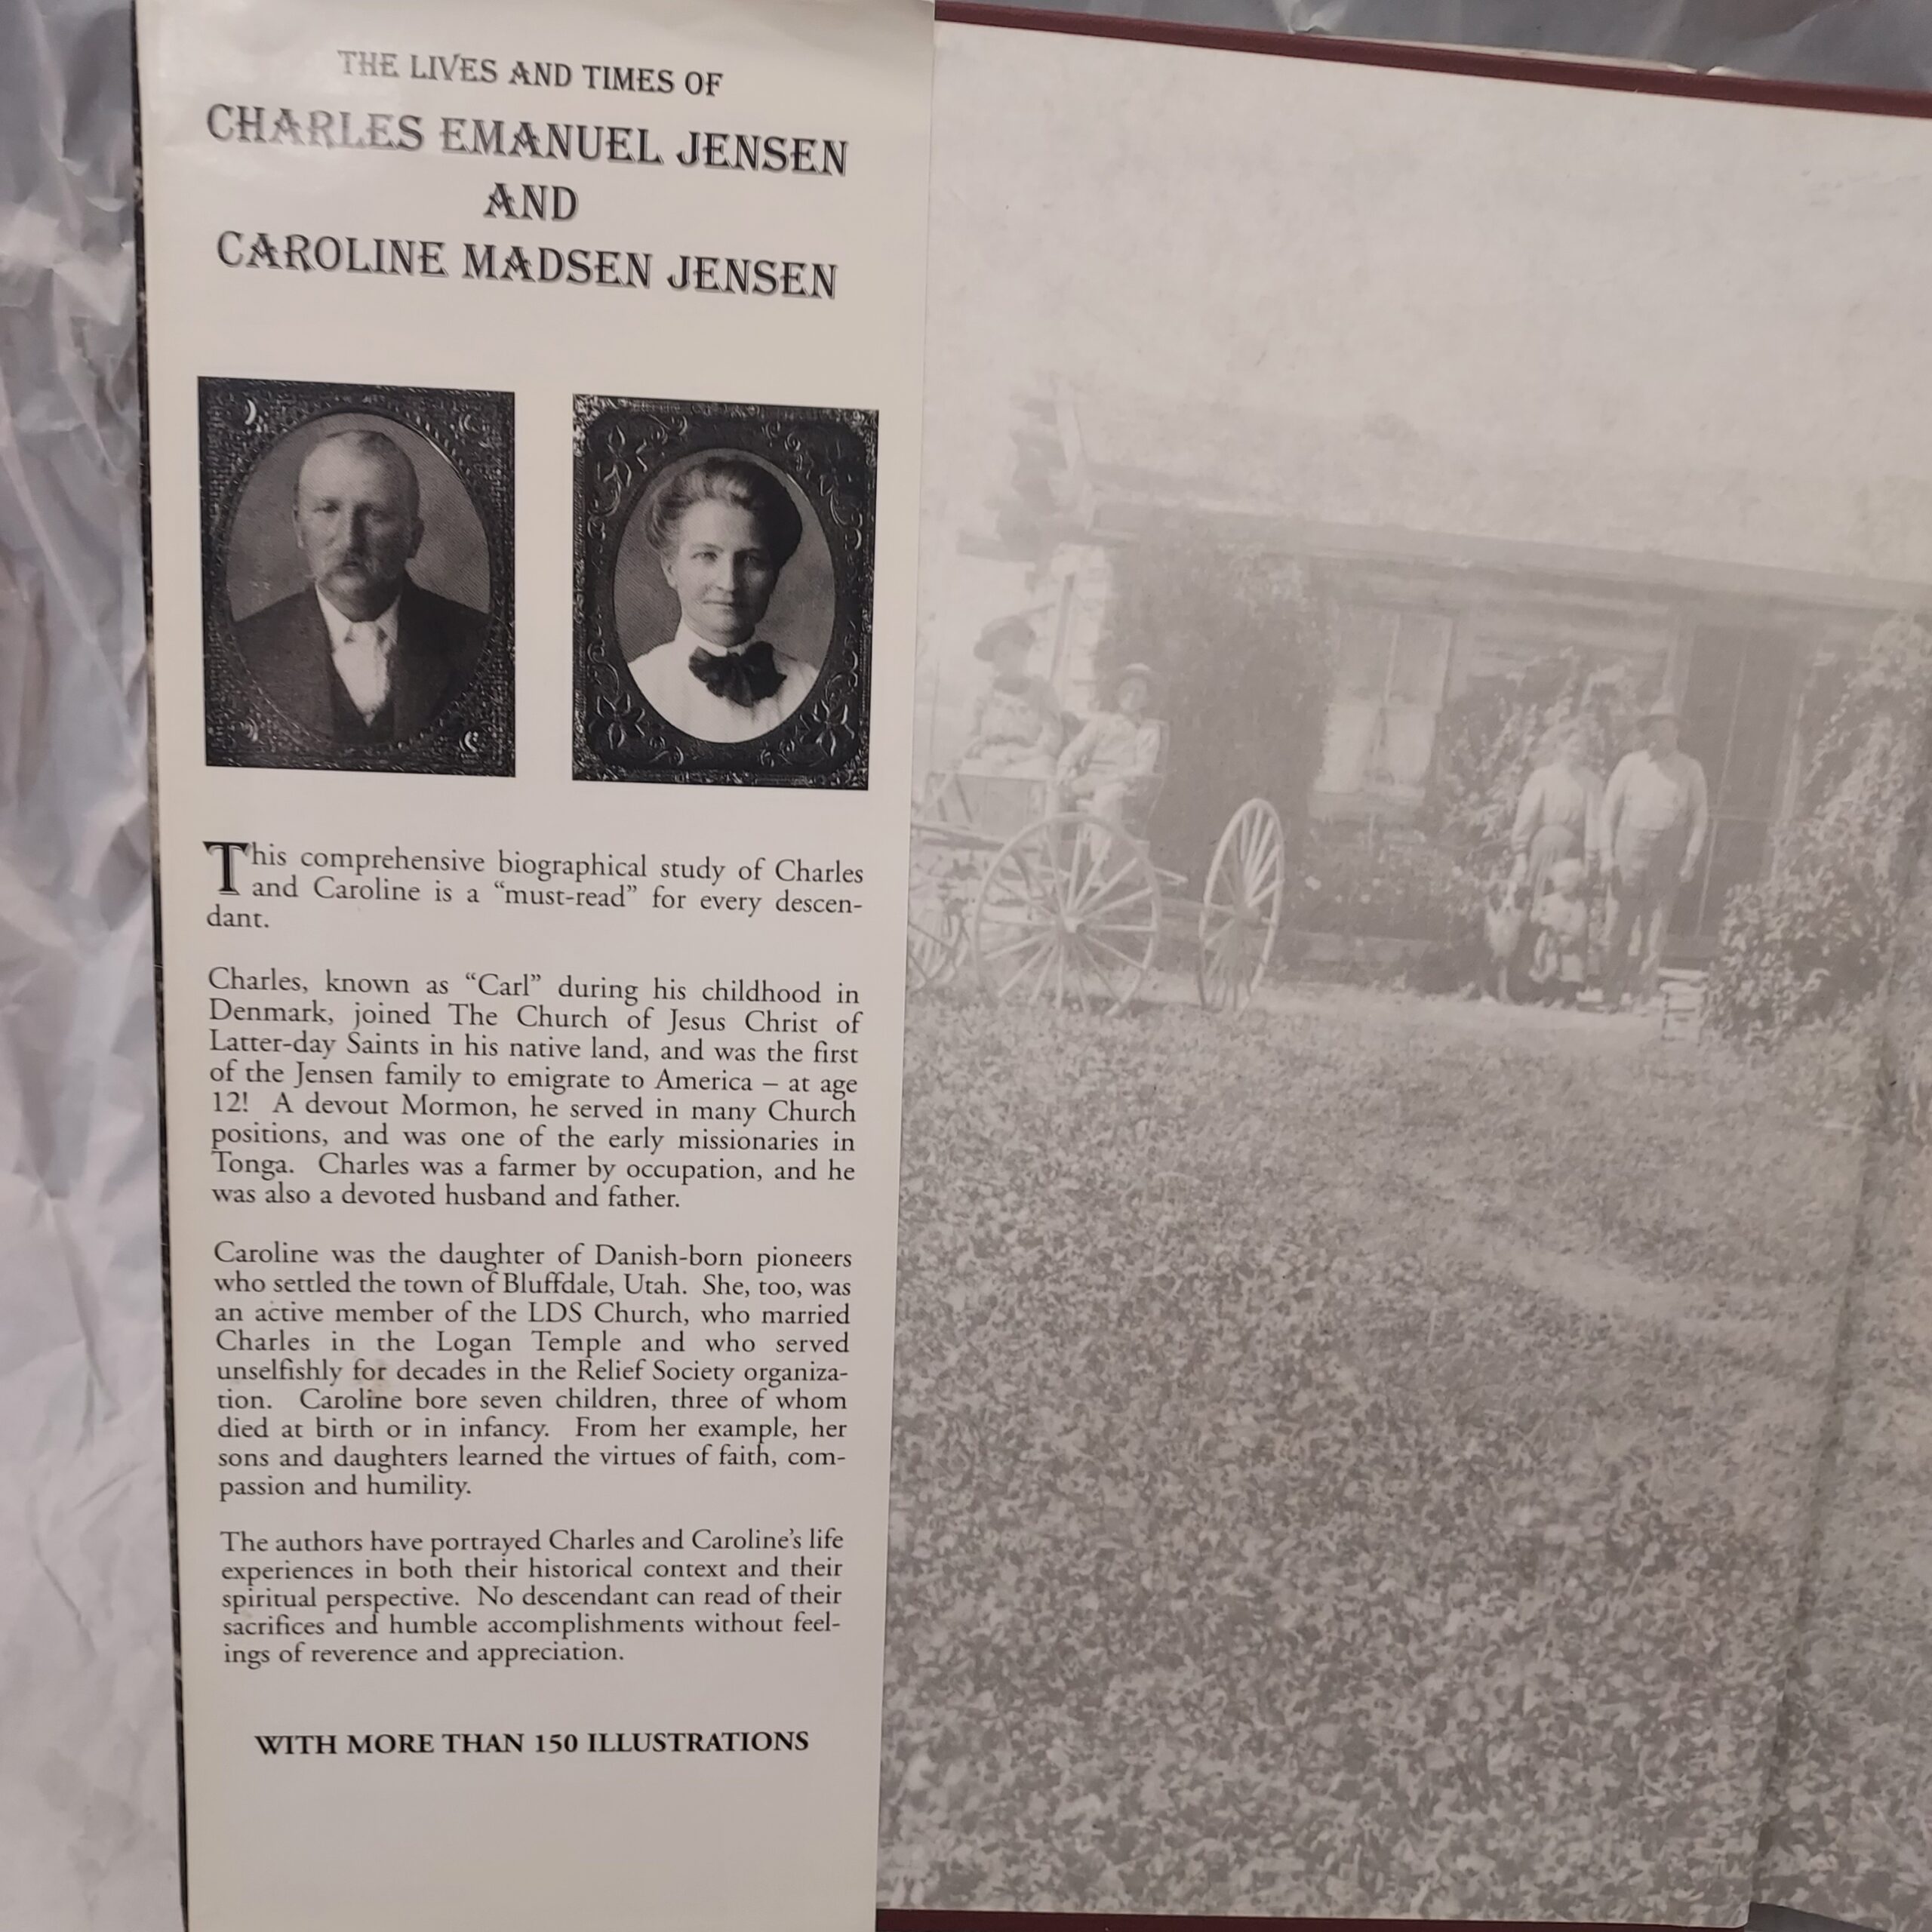 THE LIVES AND TIMES OF
CHARLES EMANUEL JENSEN
AND
CAROLINE MADSEN JENSEN
This comprehensive biographical study of Charles
and Caroline is a “must-read” for every descen-
dant.
Charles, known as “Carl” during his childhood in
Denmark, joined The Church of Jesus Christ of
Latter-day Saints in his native land, and was the first
of the Jensen family to emigrate to America – at age
12! A devout Mormon, he served in many Church
positions, and was one of the early missionaries in
Tonga. Charles was a farmer by occupation, and he
was also a devoted husband and father.
Caroline was the daughter of Danish-born pioneers
who settled the town of Bluffdale, Utah. She, too, was
an active member of the LDS Church, who married
Charles in the Logan Temple and who served
unselfishly for decades in the Relief Society organiza-
tion. Caroline bore seven children, three of whom
died at birth or in infancy. From her example, her
sons and daughters learned the virtues of faith, com-
passion and humility.
The authors have portrayed Charles and Caroline’s life
experiences in both their historical context and their
spiritual perspective. No descendant can read of their
sacrifices and humble accomplishments without feel-
ings of reverence and appreciation.
WITH MORE THAN 150 ILLUSTRATIONS